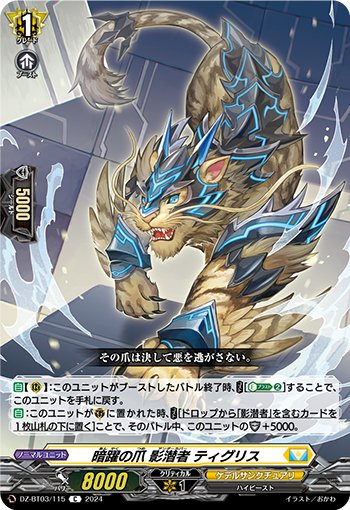 1
グレード
ブースト
5000
シールド
その爪は決して悪を逃がさない。
自【R】:このユニットがブーストしたバトル終了時、【コスト】[CB2]することで、
このユニットを手札に戻す。
自:このユニットが(G)に置かれた時、【コスト】[ドロップから「影潜者」を含むカードを
1枚山札の下に置く]ことで、そのバトル中、このユニットの+5000。
ノーマルユニット
暗躍の爪 影潜者 ティグリス
ケテルサンクチュアリ
パワー
8000
クリティカル
1
ハイビースト
D DZ-BT03/115 C 2024
イラスト/おかわ